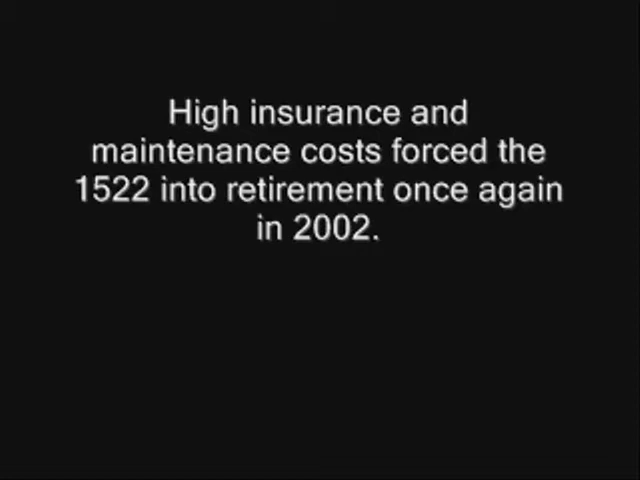 High insurance and
maintenance costs forced the
1522 into retirement once again
in 2002.